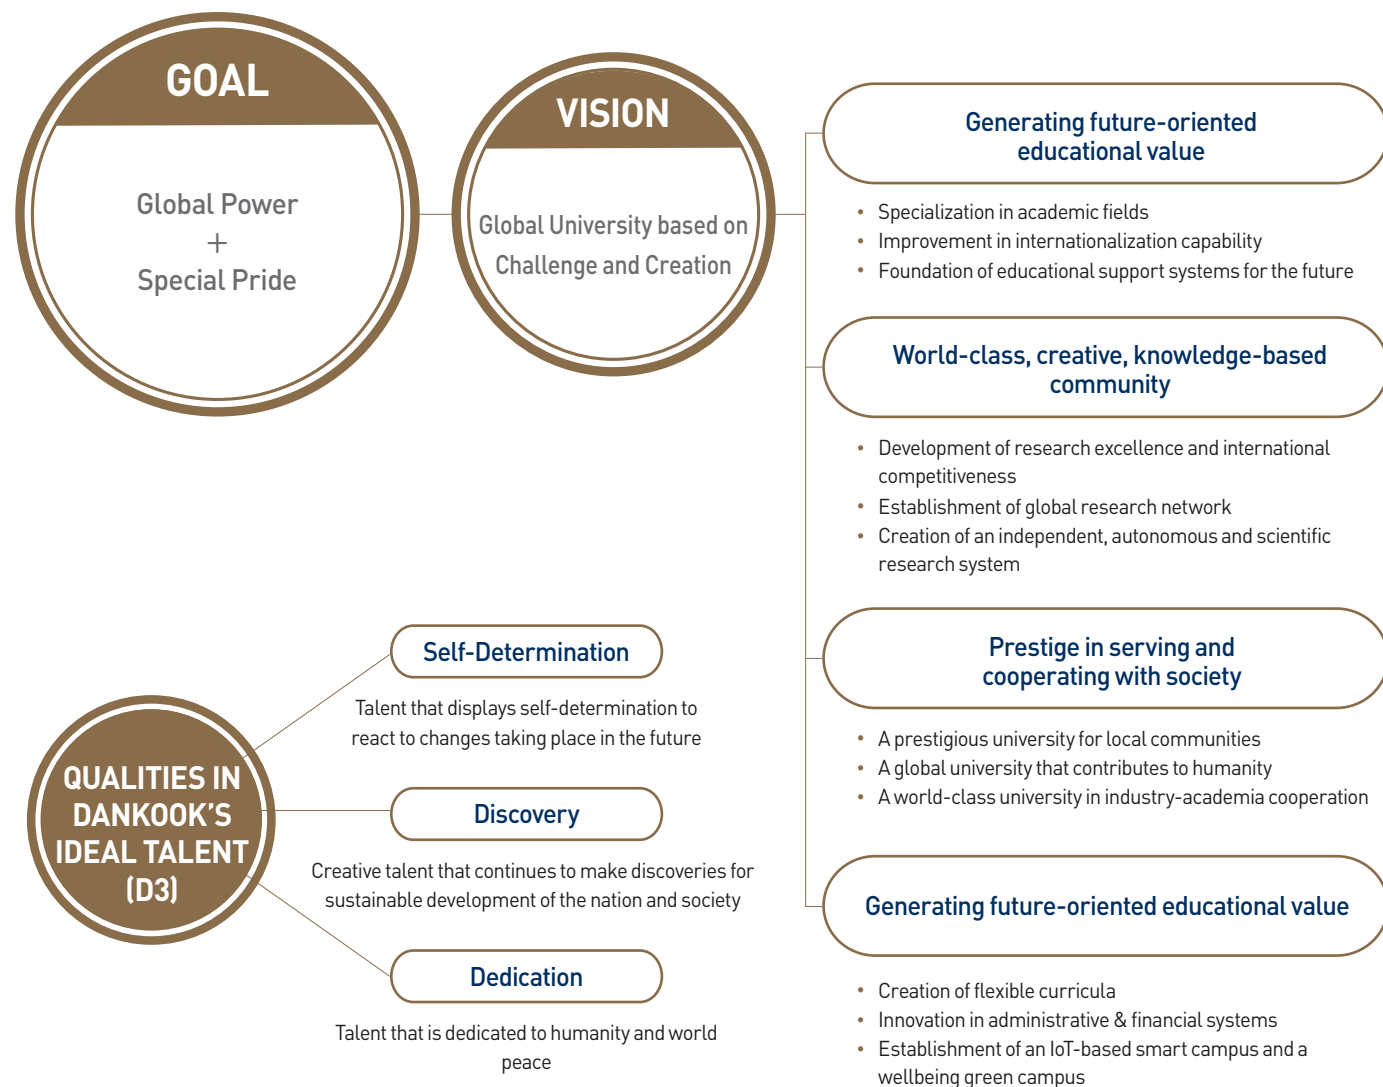 GOAL
Global Power
+
Special Pride
VISION
Global University based on
Challenge and Creation
Generating future-oriented
educational value
• Specialization in academic fields
• Improvement in internationalization capability
• Foundation of educational support systems for the future
World-class, creative, knowledge-based
community
• Development of research excellence and international
competitiveness
• Establishment of global research network
• Creation of an independent, autonomous and scientific
research system
Prestige in serving and
cooperating with society
• A prestigious university for local communities
• A global university that contributes to humanity
• A world-class university in industry-academia cooperation
Generating future-oriented educational value
• Creation of flexible curricula
• Innovation in administrative & financial systems
• Establishment of an IoT-based smart campus and a
wellbeing green campus
QUALITIES IN
DANKOOK'S
IDEAL TALENT
(D3)
Self-Determination
Talent that displays self-determination to
react to changes taking place in the future
Discovery
Creative talent that continues to make discoveries for
sustainable development of the nation and society
Dedication
Talent that is dedicated to humanity and world
peace